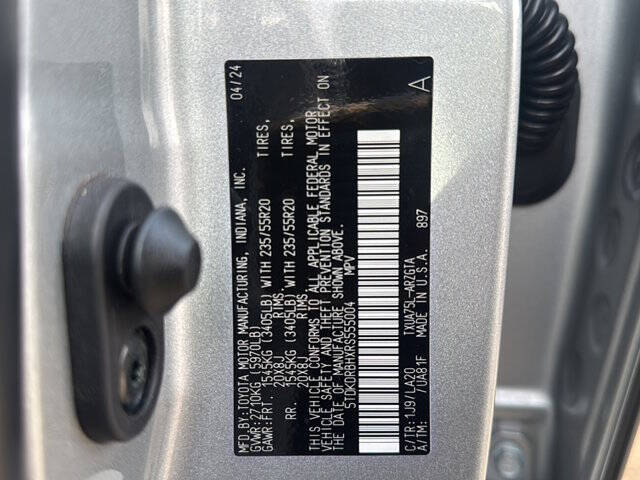 MFD.BY:TOYOTA MOTOR MANUFACTURING, INDIANA, INC. 04/24
GVWR:2710KG (5970LB)
GAWR:FRT. 1545KG (3405LB) WITH 235/55R20 TIRES,
20X8J RIMS,
RR. 1545KG (3405LB) WITH 235/55R20 TIRES,
20X8J RIMS.
THIS VEHICLE CONFORMS TO ALL APPLICABLE FEDERAL MOTOR
VEHICLE SAFETY AND THEFT PREVENTION STANDARDS IN EFFECT ON
THE DATE OF MANUFACTURE SHOWN ABOVE.
5TDKDRBHXRS555004 MPV
A
C/TR:1J9/LA20 TXUA75L-ARZGTA
A/TM: /UA81F MADE IN U.S.A. 897